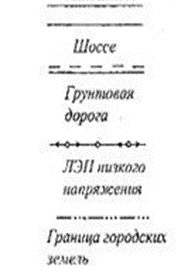 Шоссе
Грунтовая
дорога
ЛЭП низкого
напряжения
Граница городских
земель